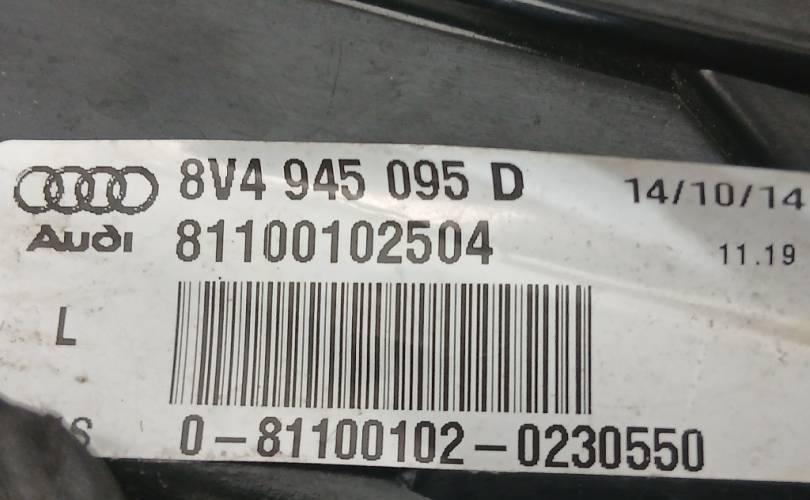 8V4 945 095 D 14/10/14
Audi 81100102504 11.19
L
S 0-81100102-0230550